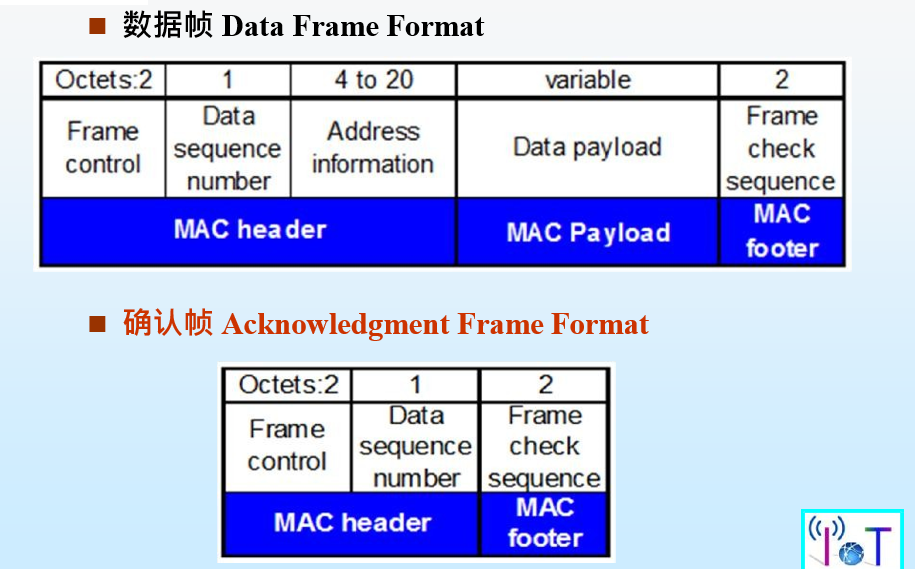 数据帧 Data Frame Format
Octets:2 1 4 to 20 variable 2
Frame control
Data sequence number
Address information
Data payload
Frame check sequence
MAC header
MAC Payload
MAC footer
确认帧 Acknowledgment Frame Format
Octets:2 1 2
Frame control
Data sequence number
Frame check sequence
MAC header
MAC footer
IoT